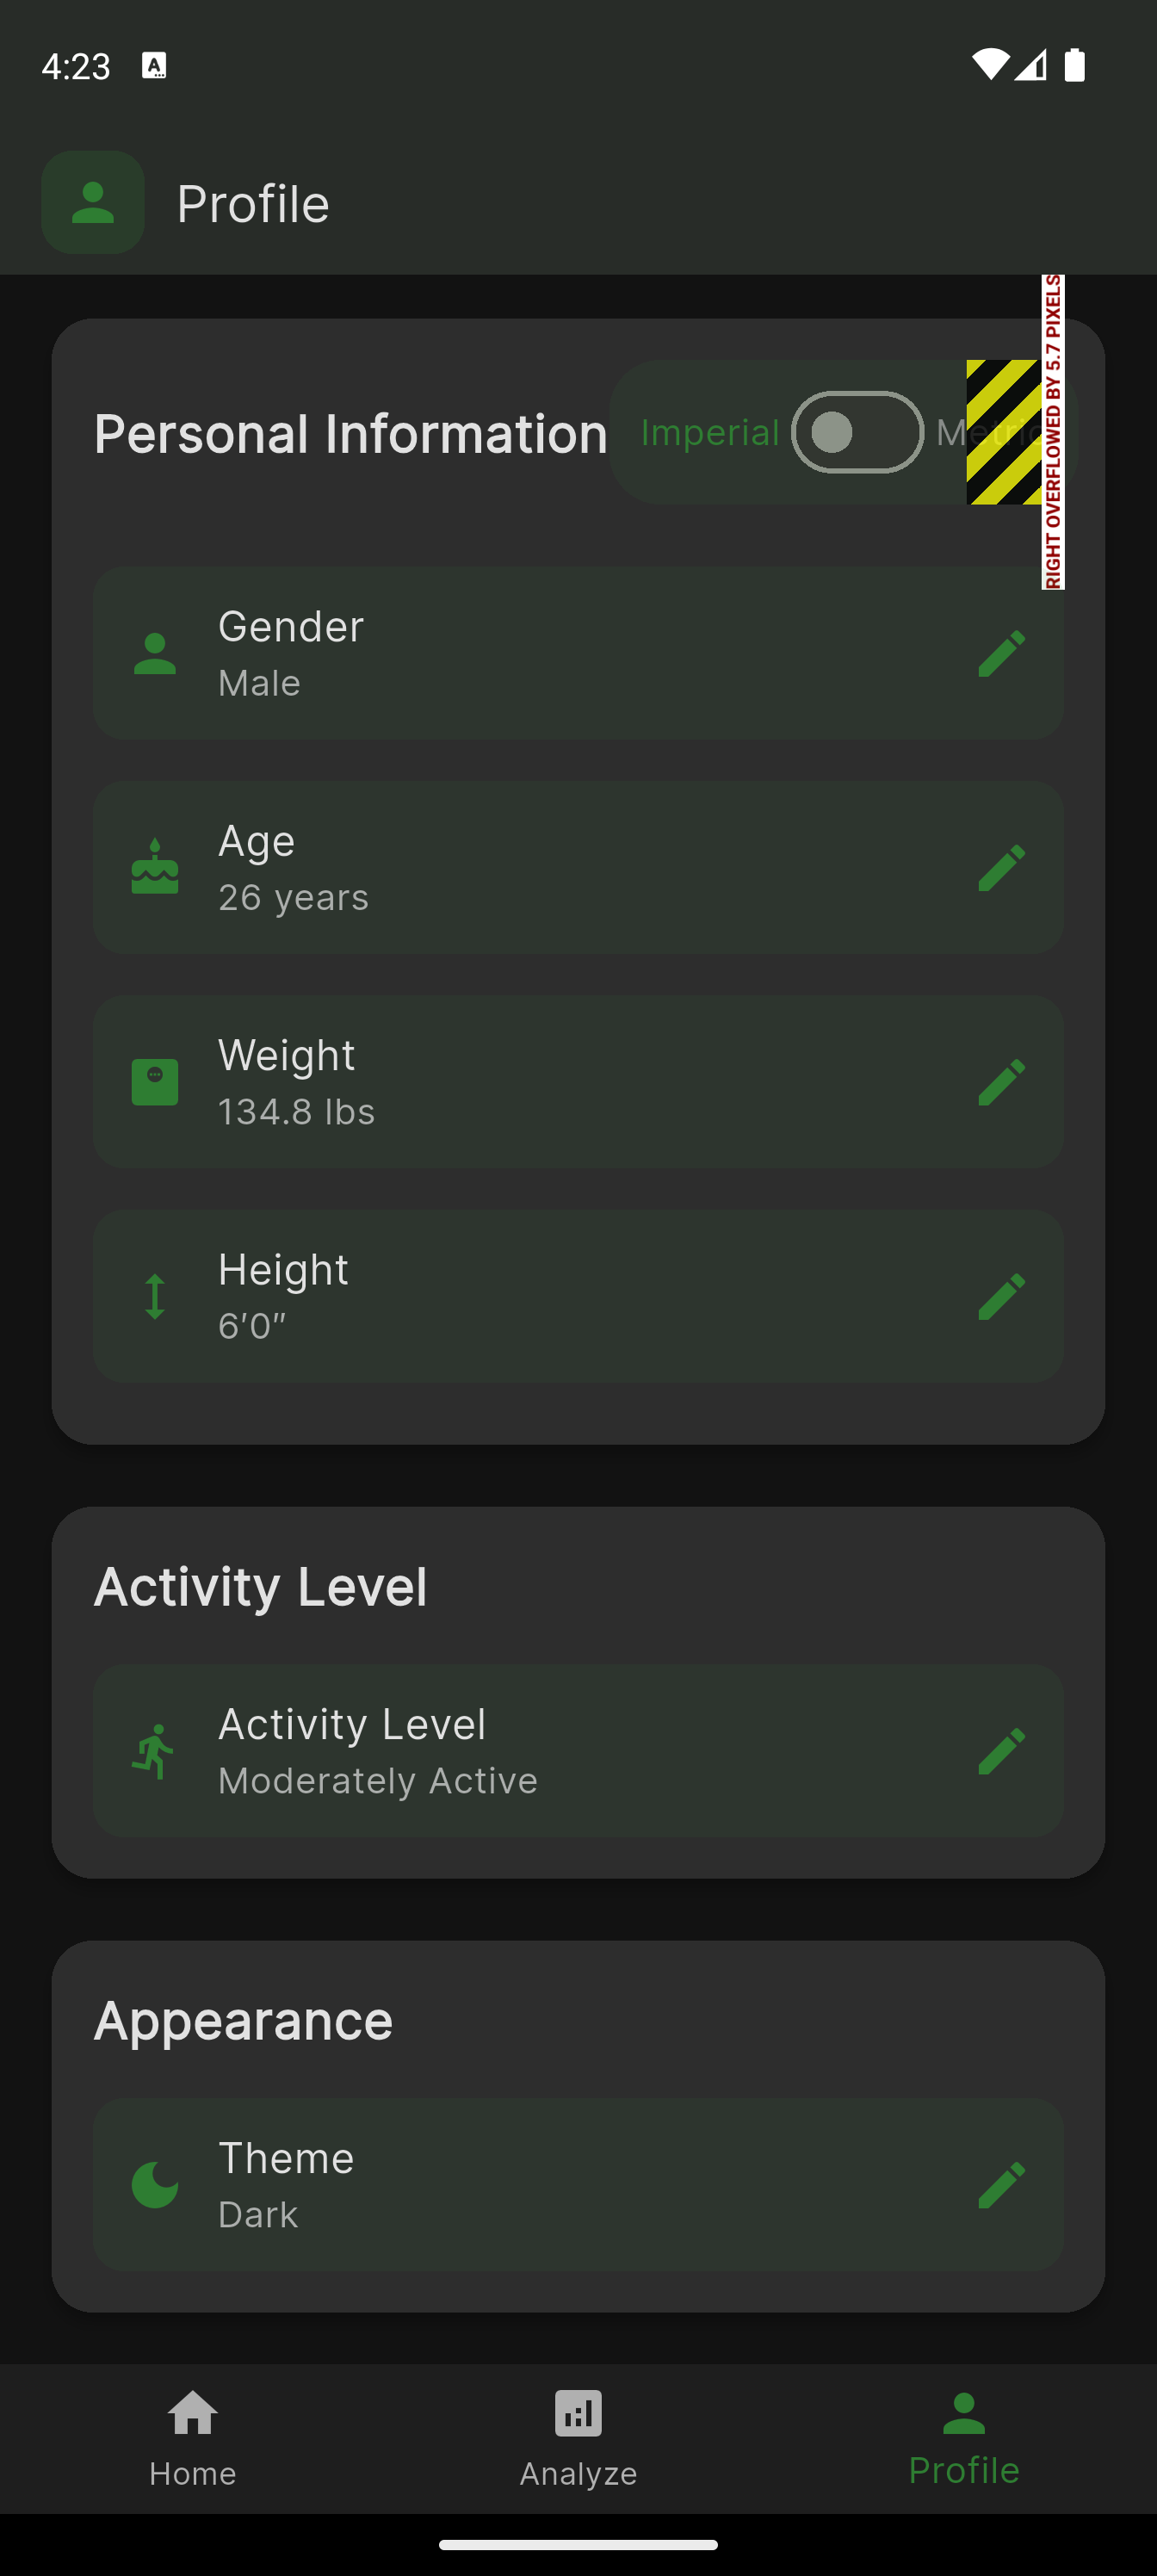 4:23
Profile
Personal Information
Imperial
Metric
RIGHT OVERFLOWED BY 5.7 PIXELS
Gender
Male
Age
26 years
Weight
134.8 lbs
Height
6'0"
Activity Level
Activity Level
Moderately Active
Appearance
Theme
Dark
Home
Analyze
Profile